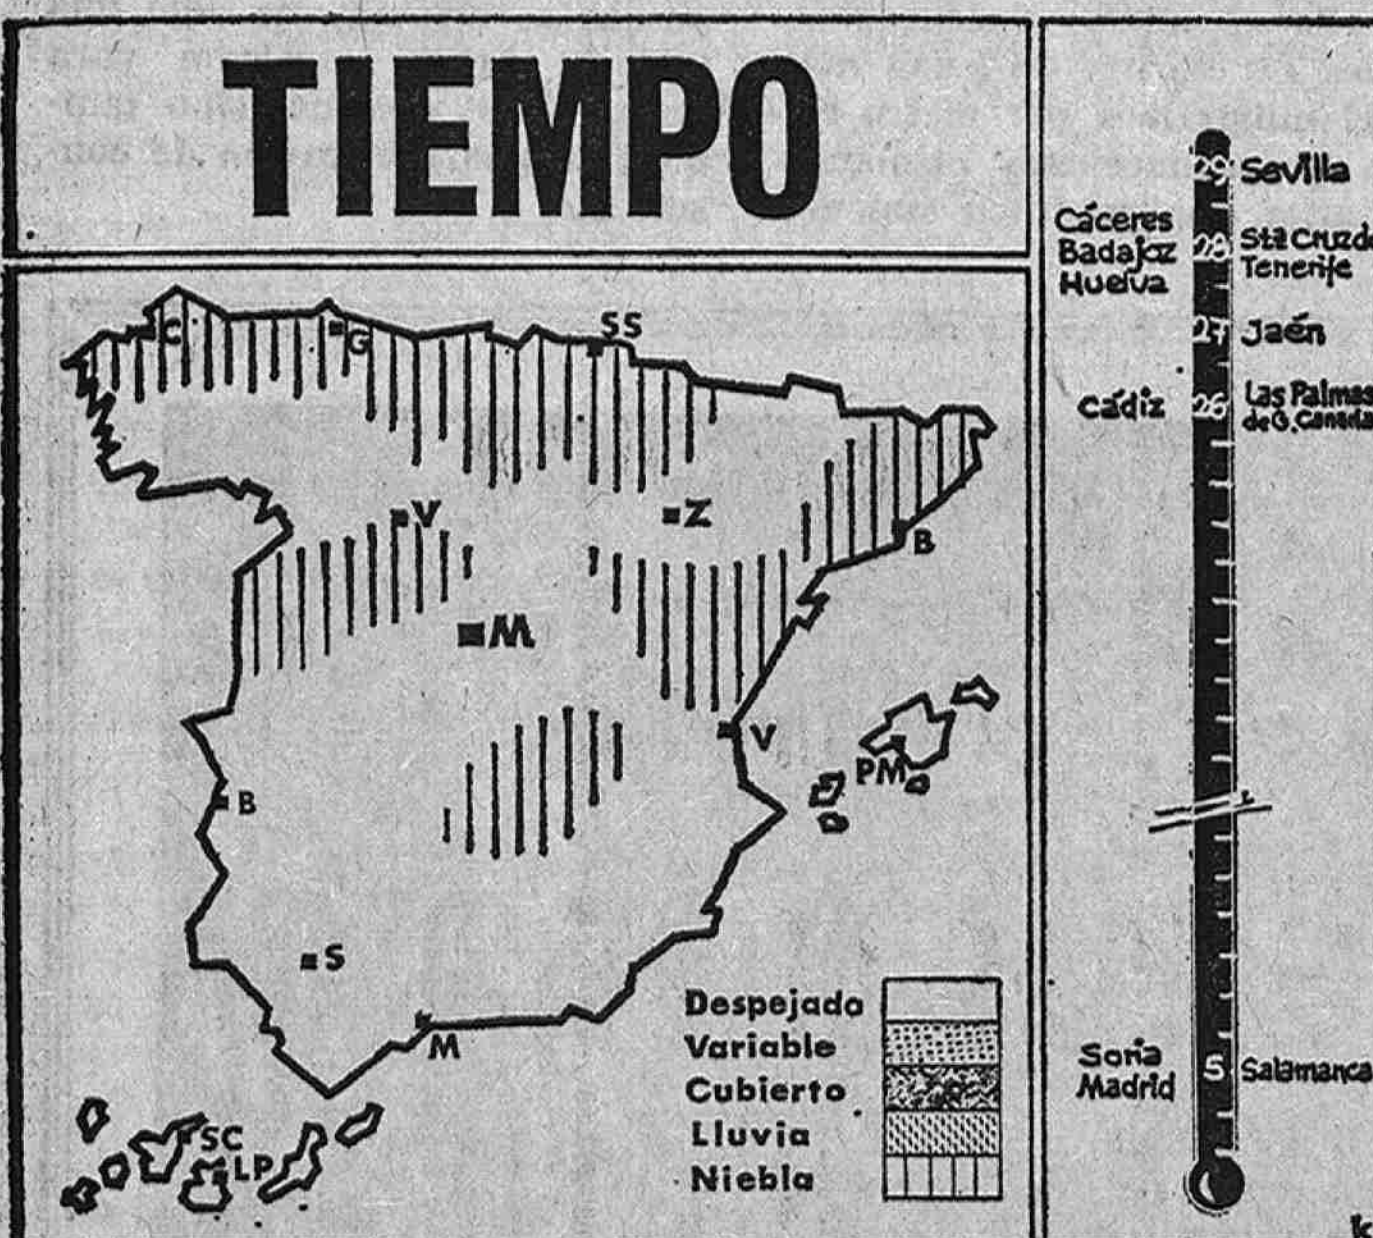 TIEMPO
C
G
SS
V
Z
B
M
V
PM
B
S
M
SC
LP
Despejado
Variable
Cubierto
Lluvia
Niebla
29 Sevilla
Cáceres
Badajoz
Huelva
28 Sta Cruz de
Tenerife
27 Jaén
Cádiz 26 Las Palmas
de G. Canaria
Soria
Madrid
5 Salamanca